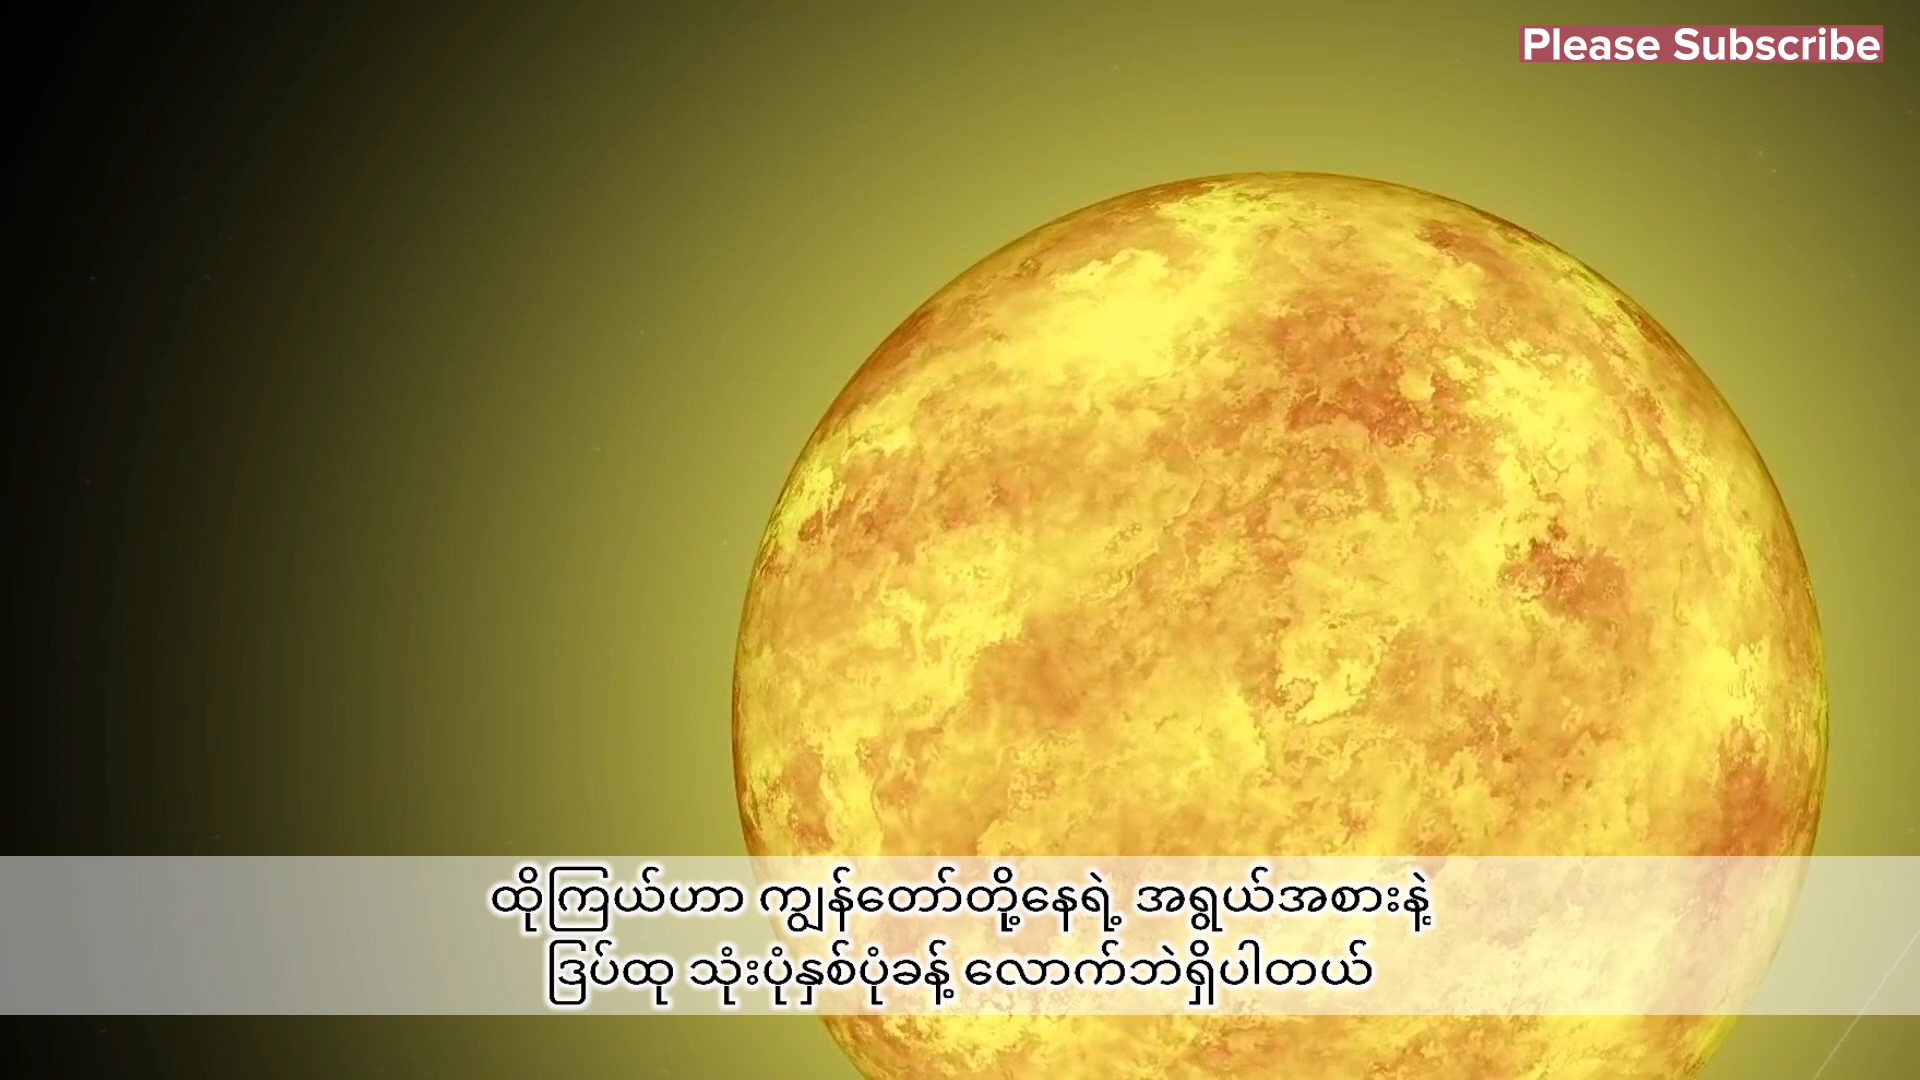 Please Subscribe
ထိုကြယ်ဟာ ကျွန်တော်တို့နေရဲ့ အရွယ်အစားနဲ့
ဒြပ်ထု သုံးပုံနှစ်ပုံခန့် လောက်ဘဲရှိပါတယ်